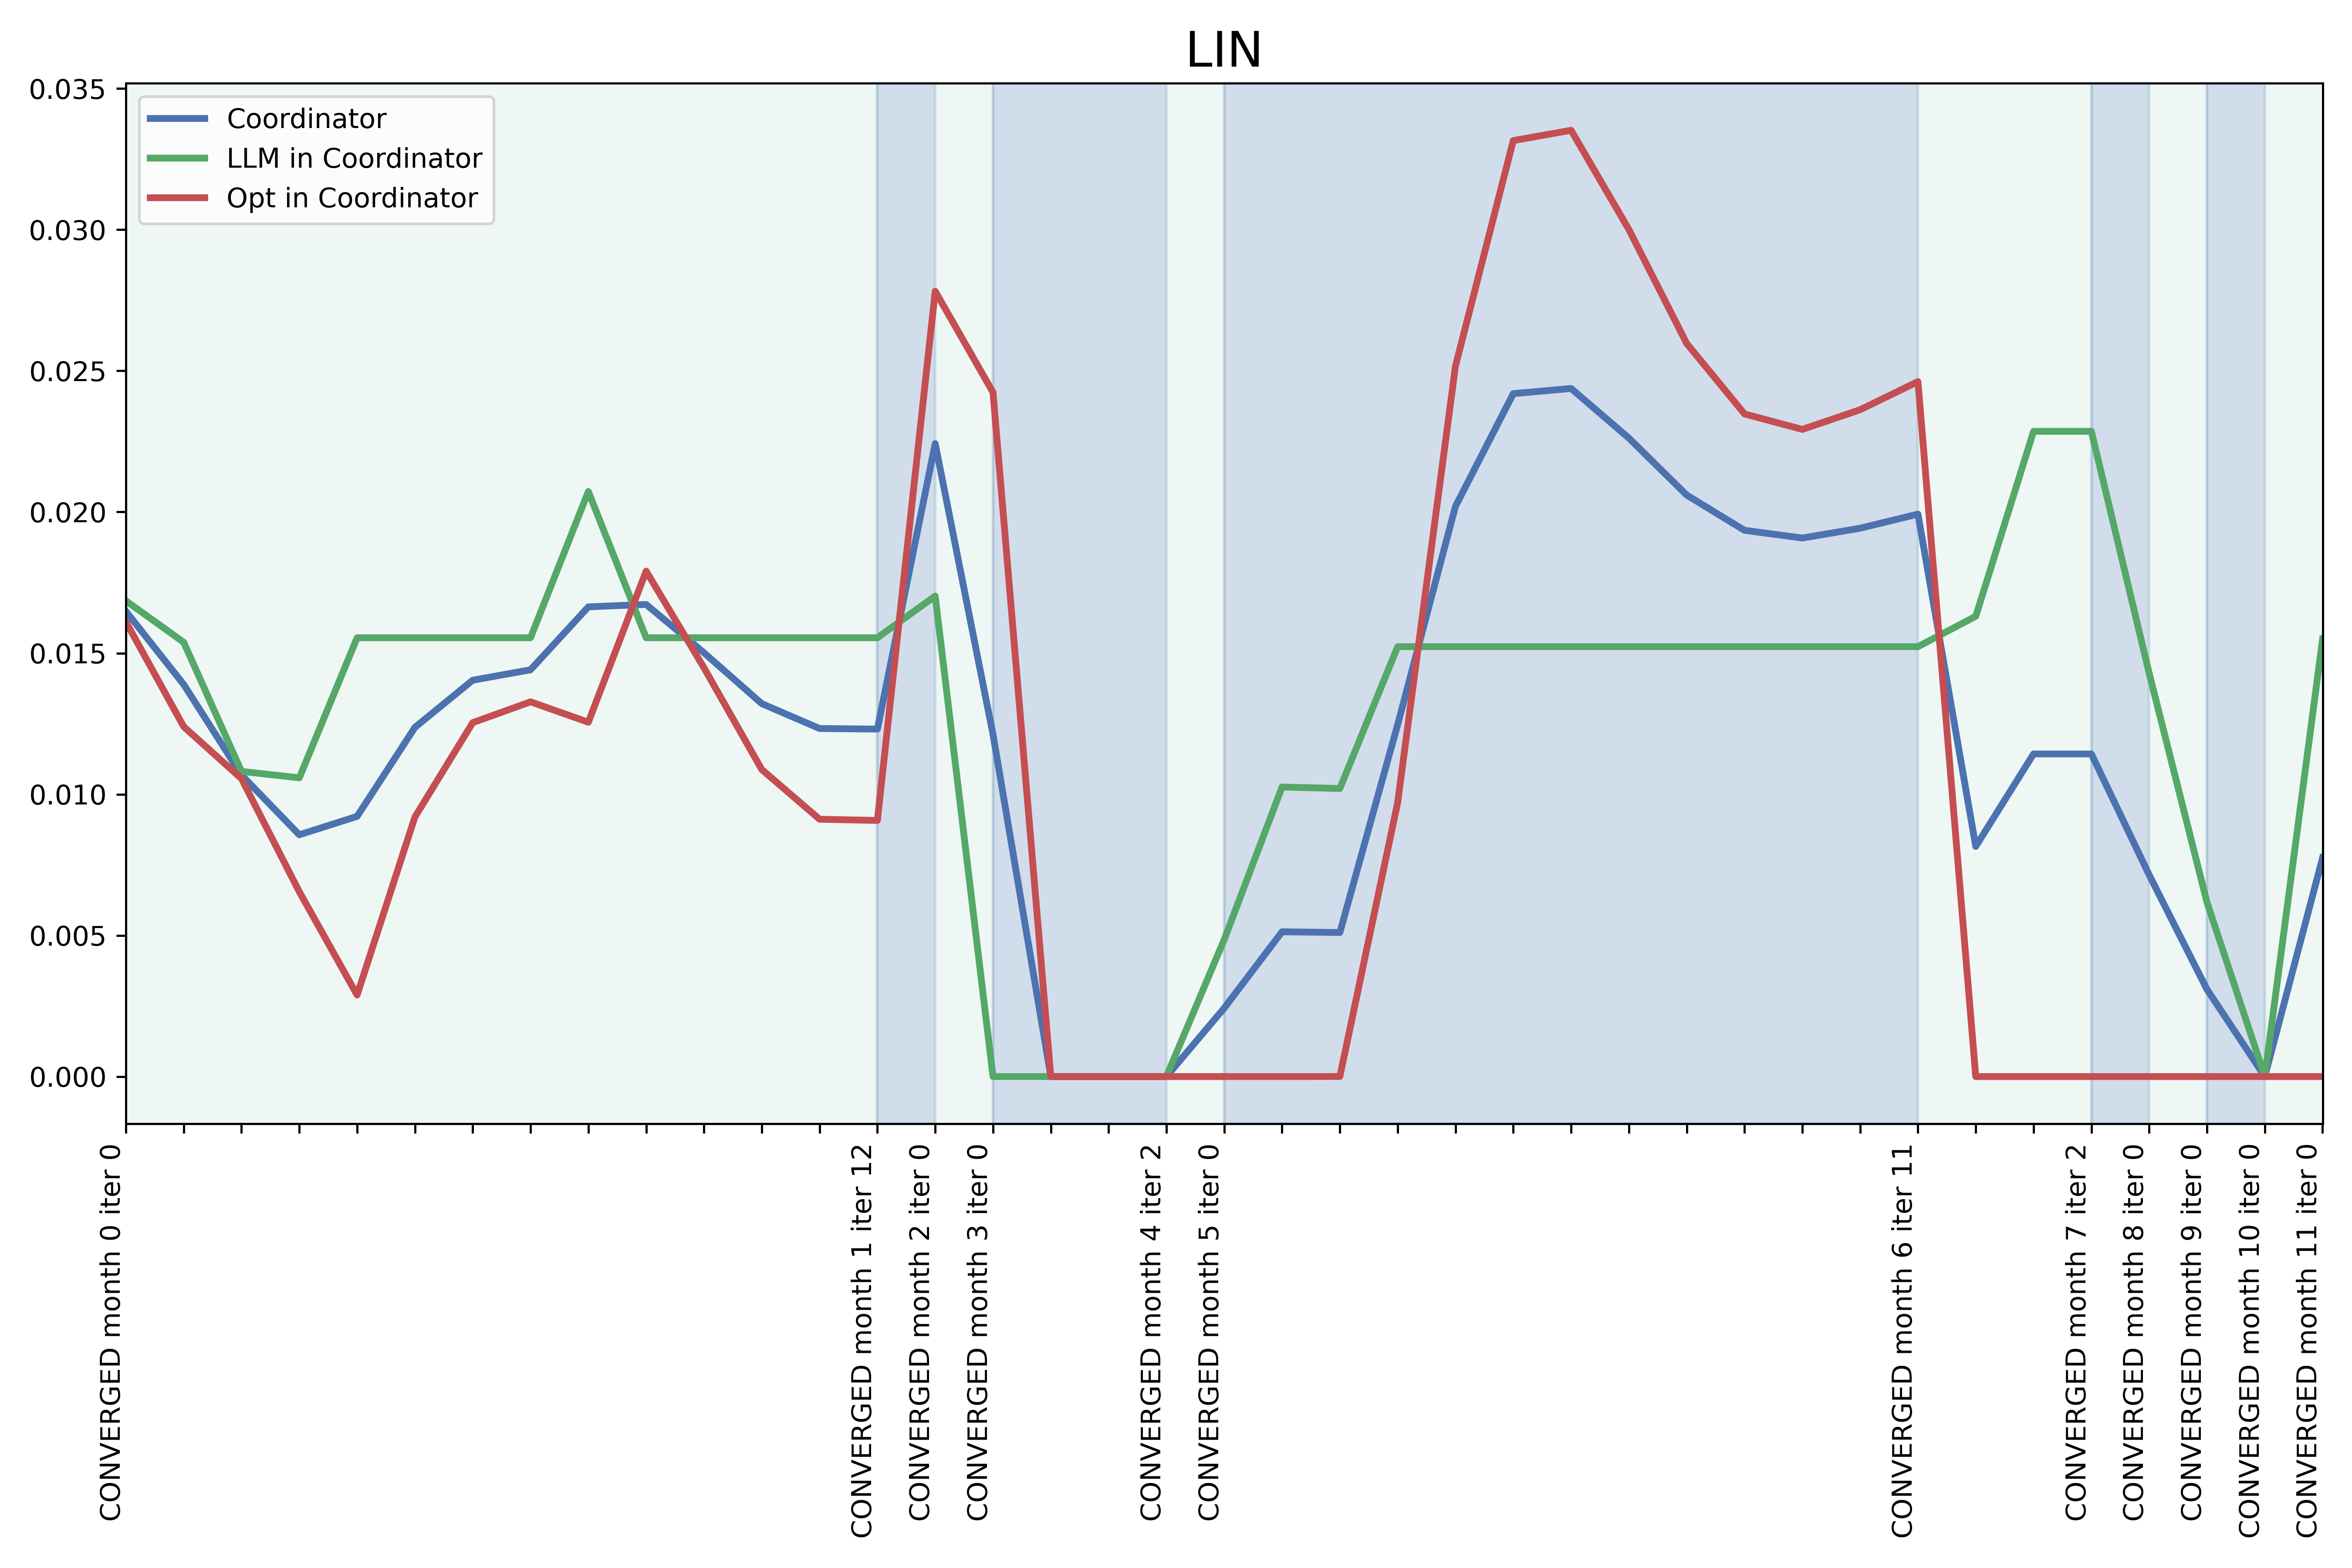 LIN
0.035
0.030
0.025
0.020
0.015
0.010
0.005
0.000
Coordinator
LLM in Coordinator
Opt in Coordinator
CONVERGED month 0 iter 0
CONVERGED month 1 iter 12
CONVERGED month 2 iter 0
CONVERGED month 3 iter 0
CONVERGED month 4 iter 2
CONVERGED month 5 iter 0
CONVERGED month 6 iter 11
CONVERGED month 7 iter 2
CONVERGED month 8 iter 0
CONVERGED month 9 iter 0
CONVERGED month 10 iter 0
CONVERGED month 11 iter 0